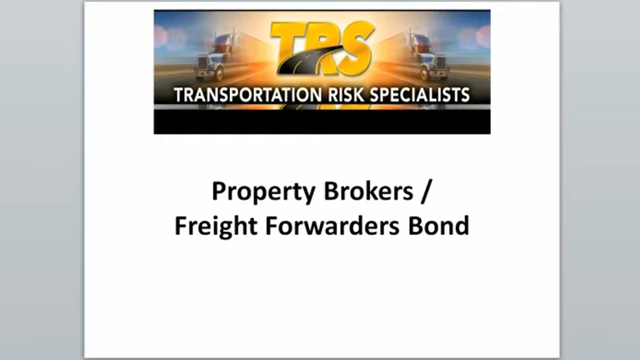 TRS
TRANSPORTATION RISK SPECIALISTS
Property Brokers /
Freight Forwarders Bond